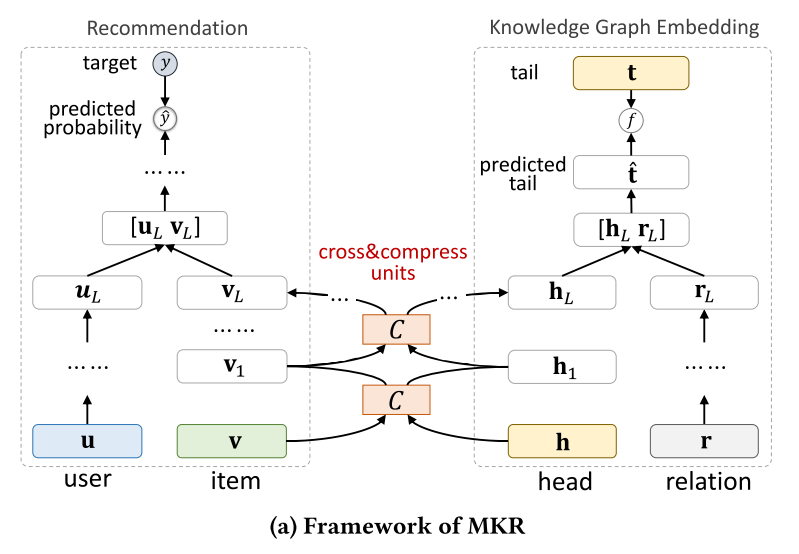 Recommendation
Knowledge Graph Embedding
target
y
tail
t
predicted
probability
ŷ
f
predicted
tail
t̂
... ...
[u_L v_L]
[h_L r_L]
cross&compress
units
u_L
v_L
...
...
h_L
r_L
... ...
C
... ...
v_1
h_1
... ...
C
u
v
h
r
user
item
head
relation
(a) Framework of MKR